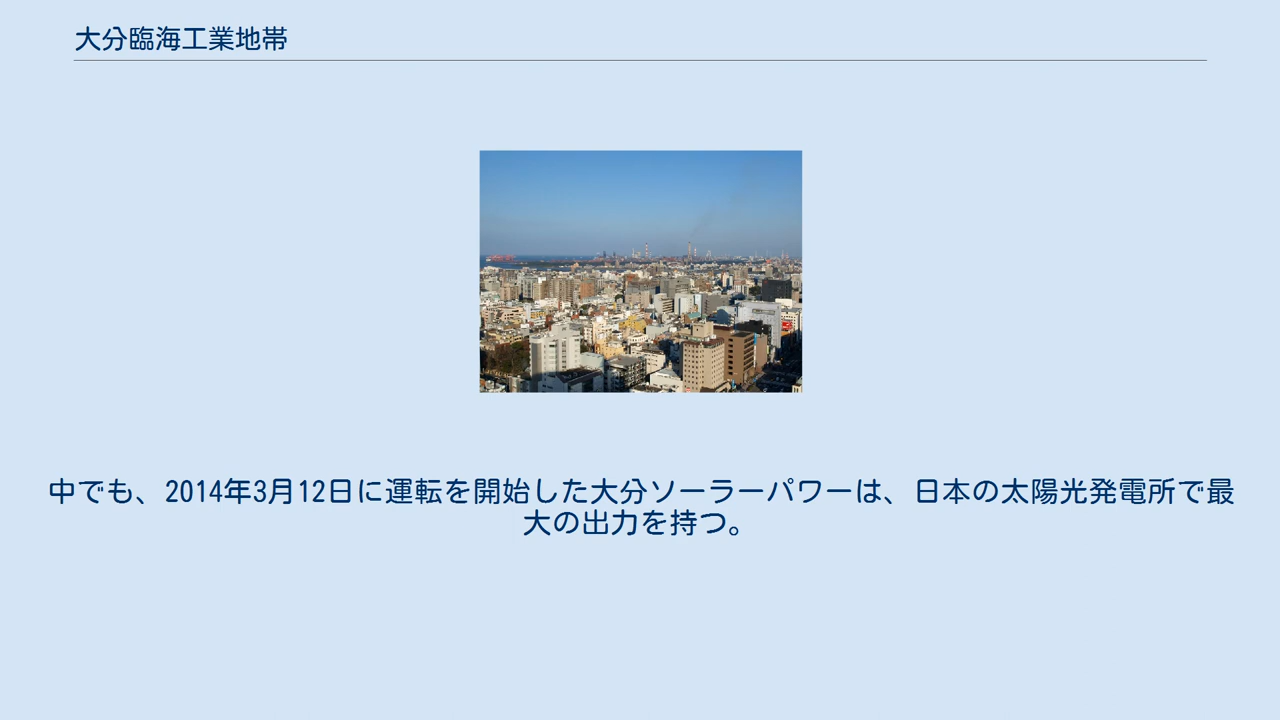 大分臨海工業地帯
中でも、2014年3月12日に運転を開始した大分ソーラーパワーは、日本の太陽光発電所で最
大の出力を持つ。